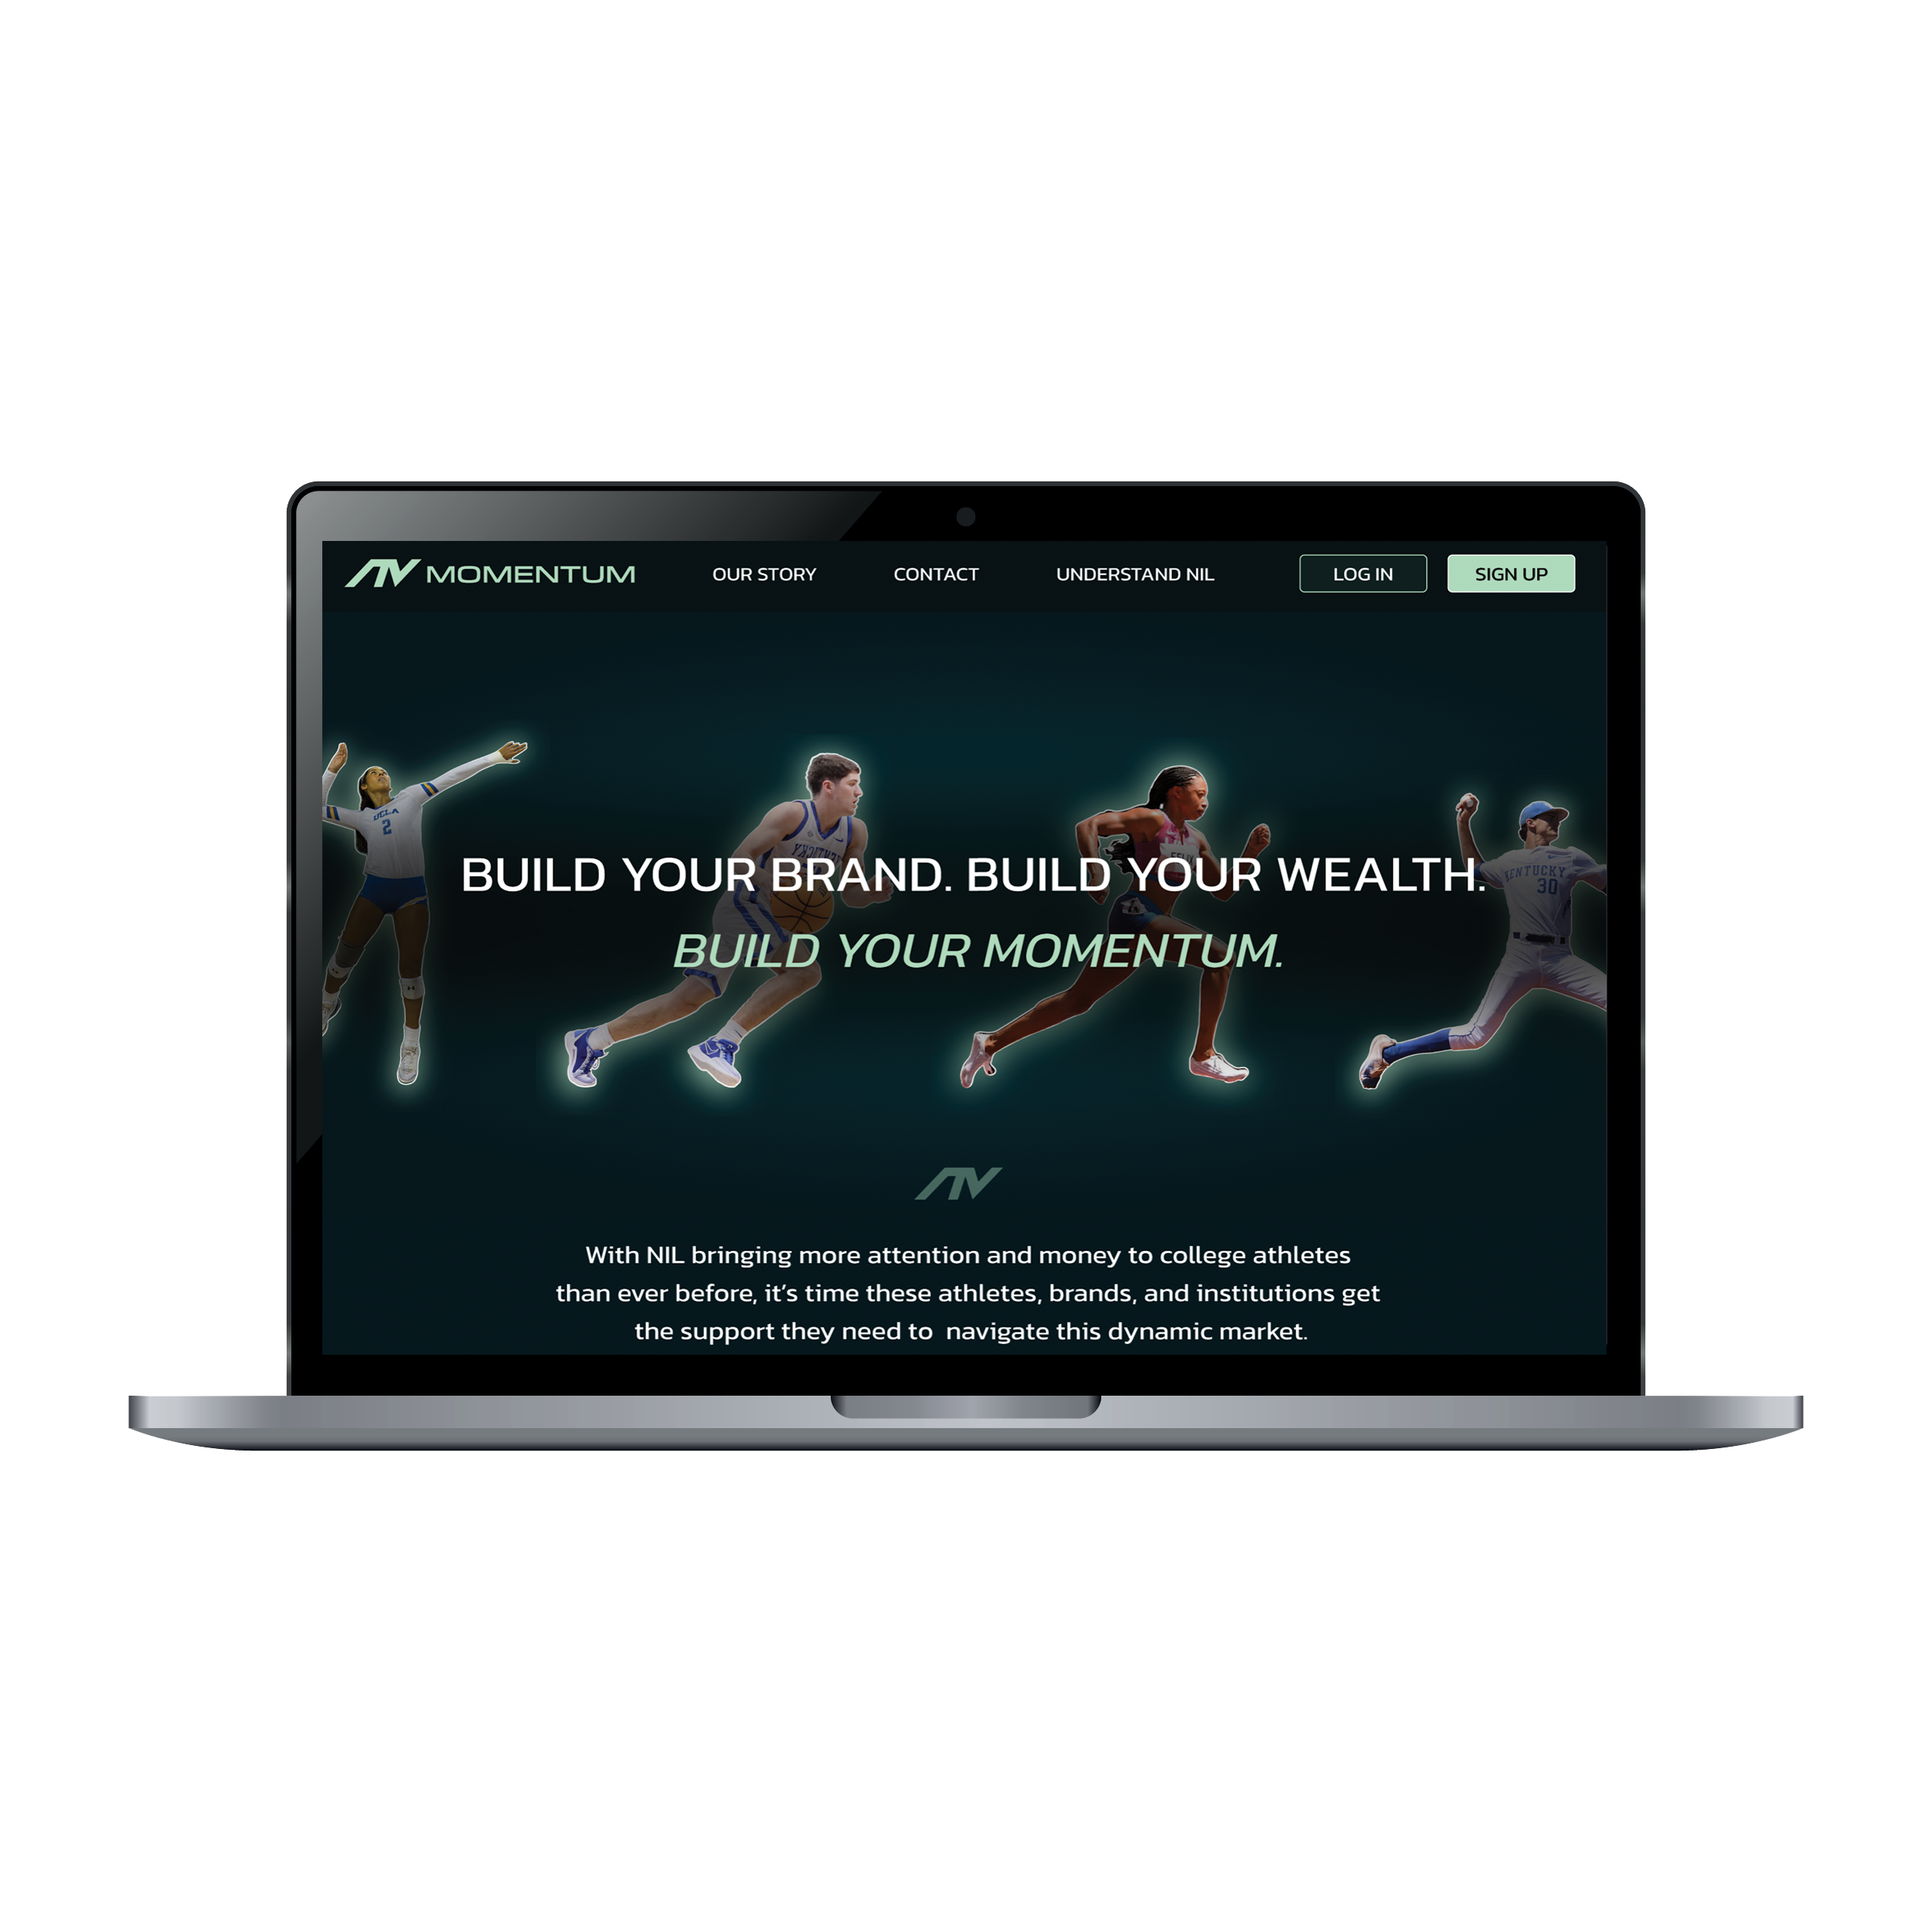 MOMENTUM
OUR STORY
CONTACT
UNDERSTAND NIL
LOG IN
SIGN UP
UCLA
2
BUILD YOUR BRAND. BUILD YOUR WEALTH.
KENTUCKY
30
BUILD YOUR MOMENTUM.
With NIL bringing more attention and money to college athletes
than ever before, it’s time these athletes, brands, and institutions get
the support they need to navigate this dynamic market.